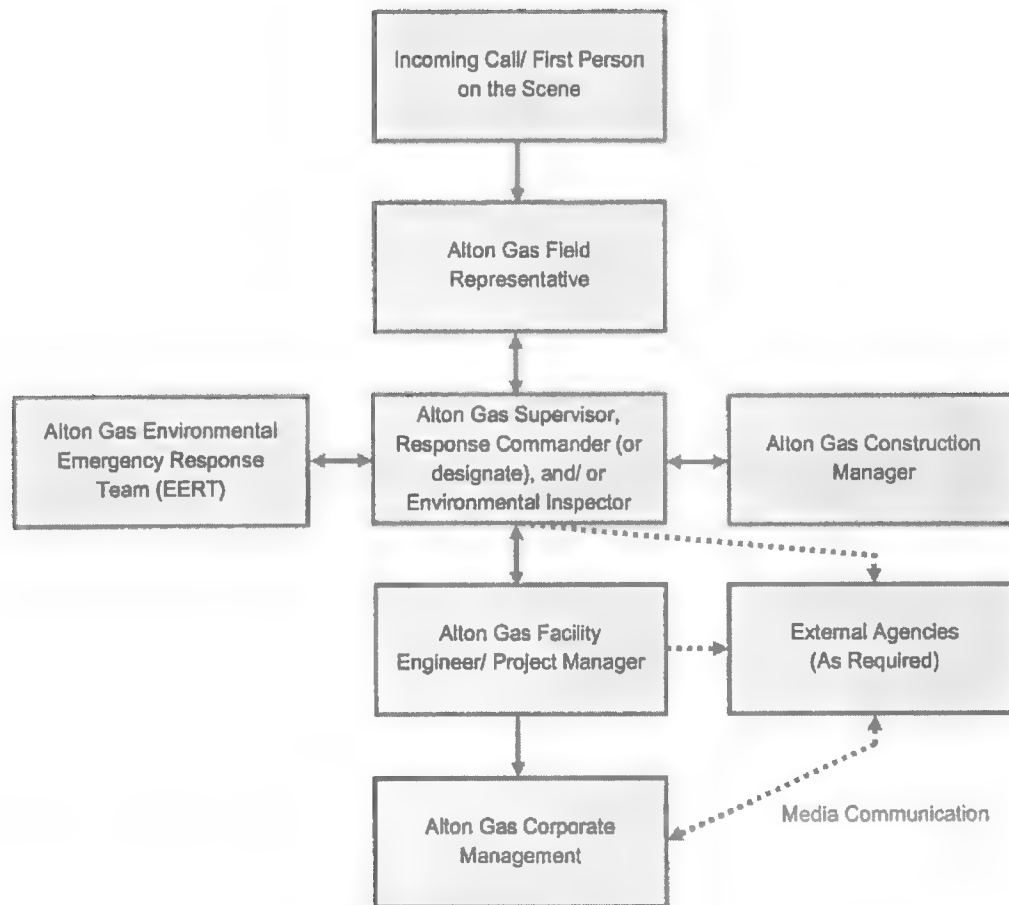 Incoming Call/ First Person
on the Scene
Alton Gas Field
Representative
Alton Gas Environmental
Emergency Response
Team (EERT)
Alton Gas Supervisor,
Response Commander (or
designate), and/ or
Environmental Inspector
Alton Gas Construction
Manager
Alton Gas Facility
Engineer/ Project Manager
External Agencies
(As Required)
Alton Gas Corporate
Management
Media Communication